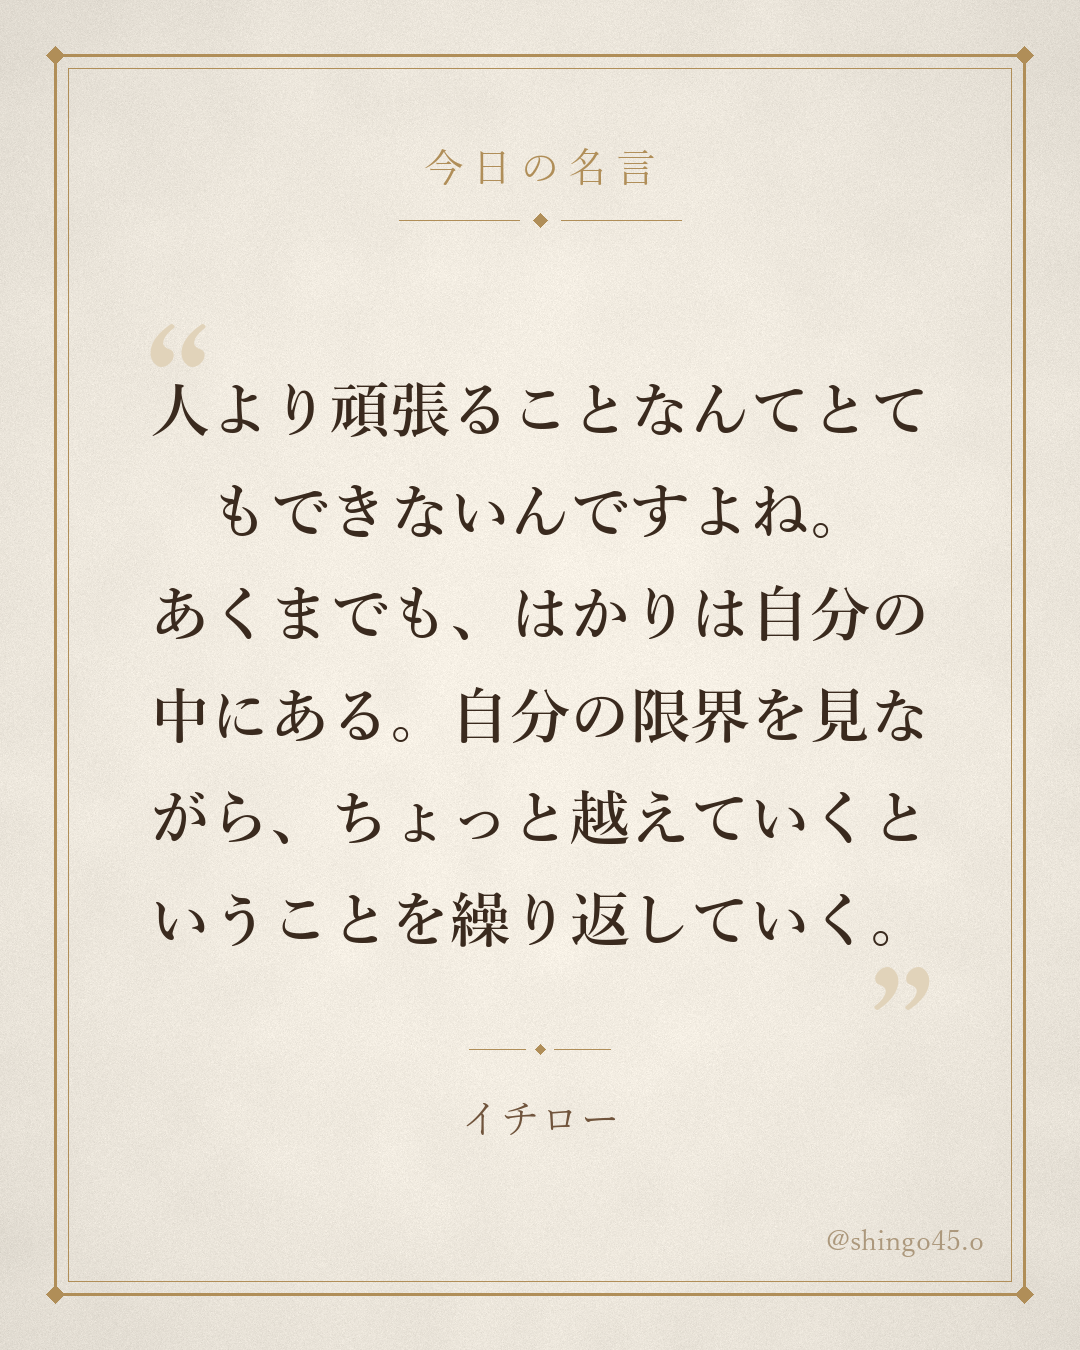 今日の名言
“
人より頑張ることなんてとて
もできないんですよね。
あくまでも、はかりは自分の
中にある。自分の限界を見な
がら、ちょっと越えていくと
いうことを繰り返していく。
”
イチロー
@shingo45.o